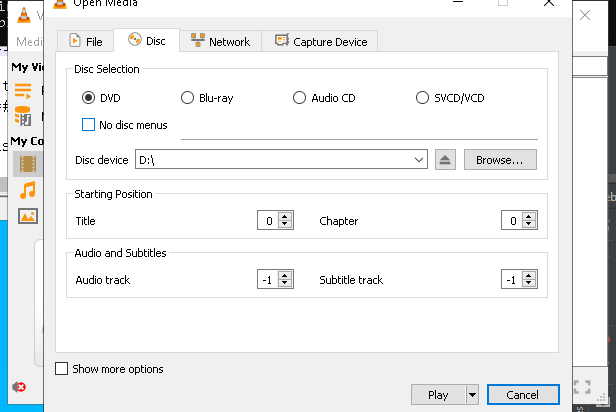 Open Media
Medi
File
Disc
Network
Capture Device
My Vi
Disc Selection
DVD
Blu-ray
Audio CD
SVCD/VCD
##
No disc menus
My Co
Disc device
D:\
Browse...
Starting Position
Title
0
Chapter
0
Audio and Subtitles
Audio track
-1
Subtitle track
-1
Show more options
Play
Cancel